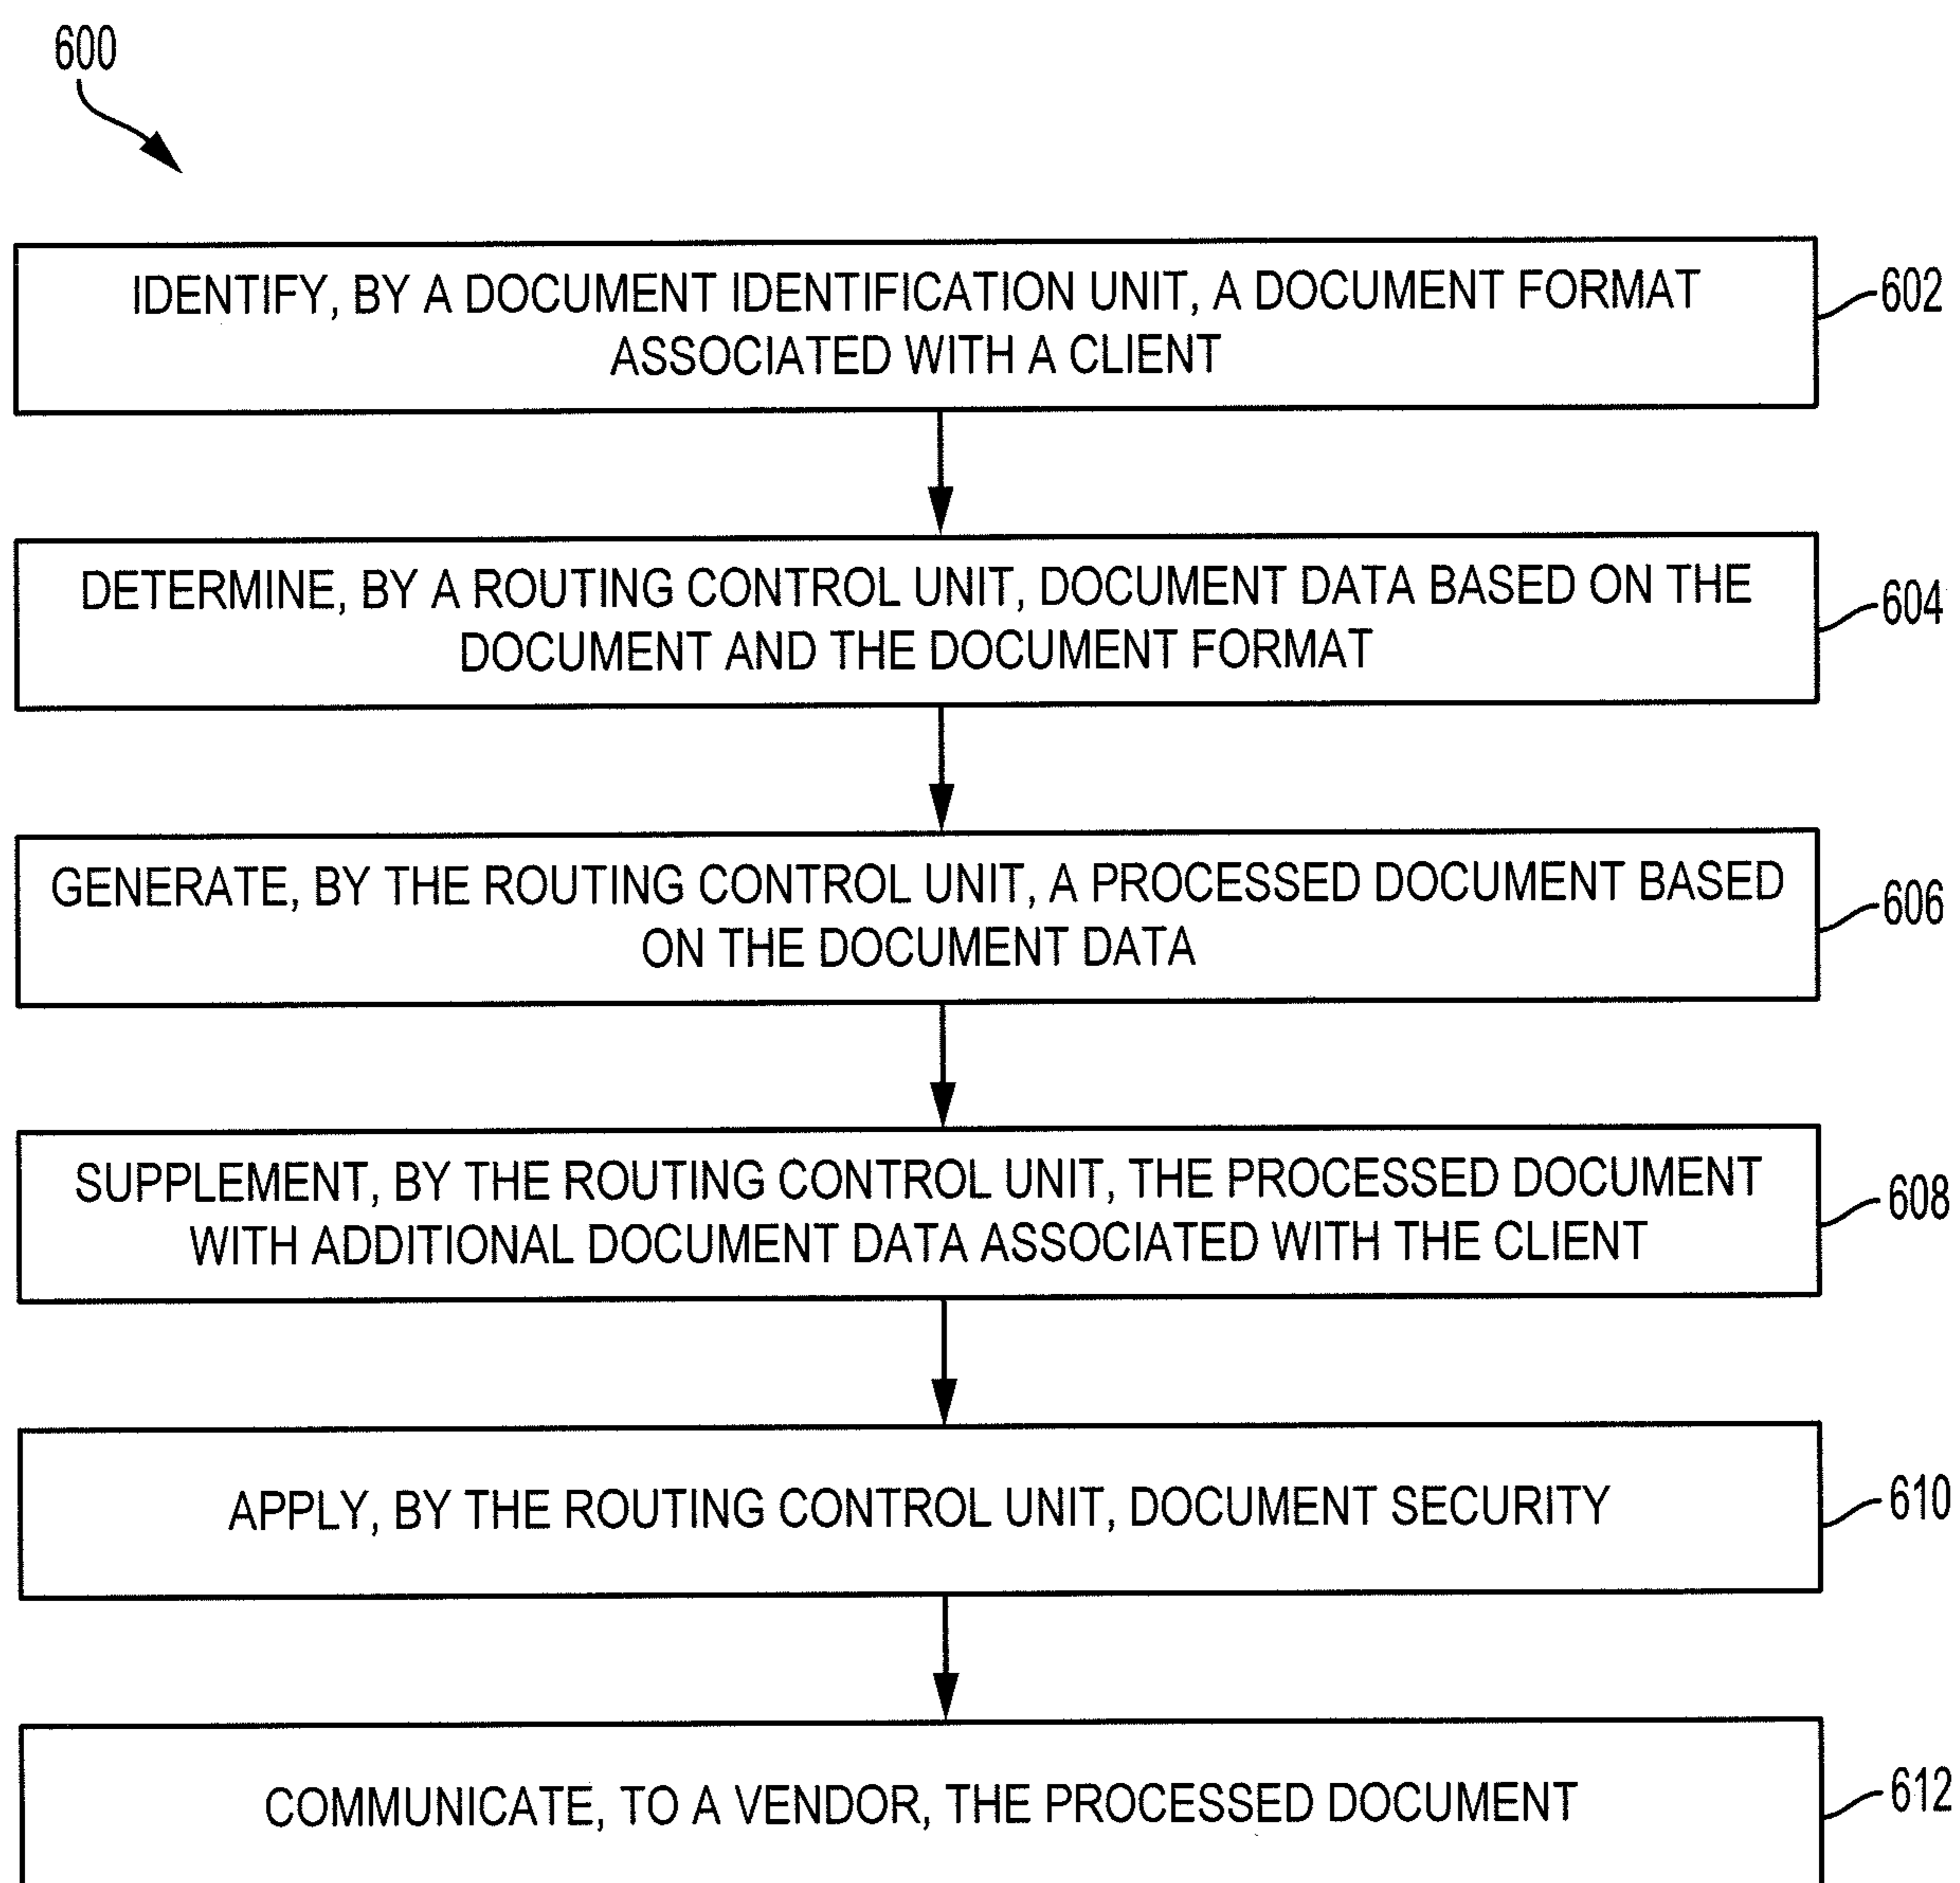 600
IDENTIFY, BY A DOCUMENT IDENTIFICATION UNIT, A DOCUMENT FORMAT
ASSOCIATED WITH A CLIENT
602
DETERMINE, BY A ROUTING CONTROL UNIT, DOCUMENT DATA BASED ON THE
DOCUMENT AND THE DOCUMENT FORMAT
604
GENERATE, BY THE ROUTING CONTROL UNIT, A PROCESSED DOCUMENT BASED
ON THE DOCUMENT DATA
606
SUPPLEMENT, BY THE ROUTING CONTROL UNIT, THE PROCESSED DOCUMENT
WITH ADDITIONAL DOCUMENT DATA ASSOCIATED WITH THE CLIENT
608
APPLY, BY THE ROUTING CONTROL UNIT, DOCUMENT SECURITY
610
COMMUNICATE, TO A VENDOR, THE PROCESSED DOCUMENT
612